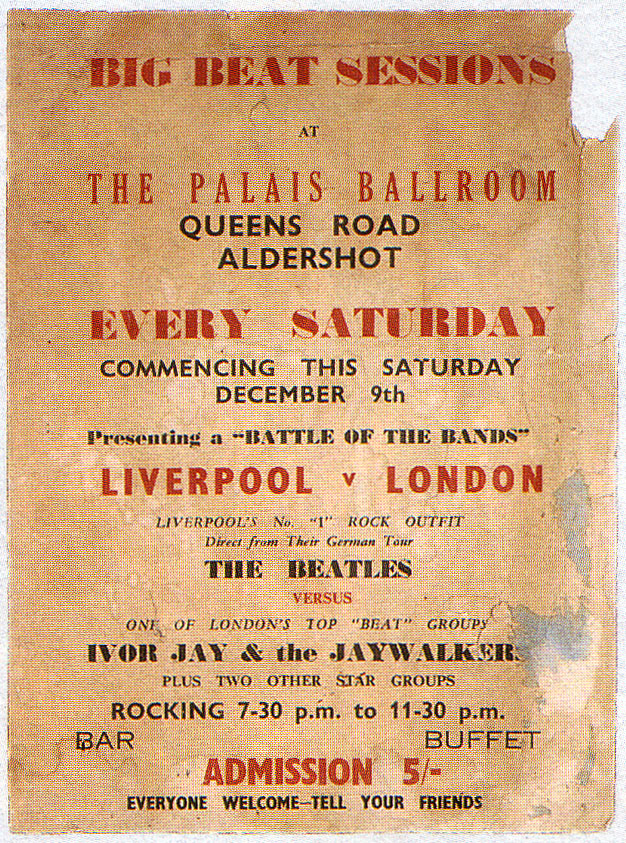 BIG BEAT SESSIONS
AT
THE PALAIS BALLROOM
QUEENS ROAD
ALDERSHOT
EVERY SATURDAY
COMMENCING THIS SATURDAY
DECEMBER 9th
Presenting a "BATTLE OF THE BANDS"
LIVERPOOL v LONDON
LIVERPOOL'S No. "1" ROCK OUTFIT
Direct from Their German Tour
THE BEATLES
VERSUS
ONE OF LONDON'S TOP "BEAT" GROUPS
IVOR JAY & the JAYWALKERS
PLUS TWO OTHER STAR GROUPS
ROCKING 7-30 p.m. to 11-30 p.m.
BAR BUFFET
ADMISSION 5/-
EVERYONE WELCOME—TELL YOUR FRIENDS